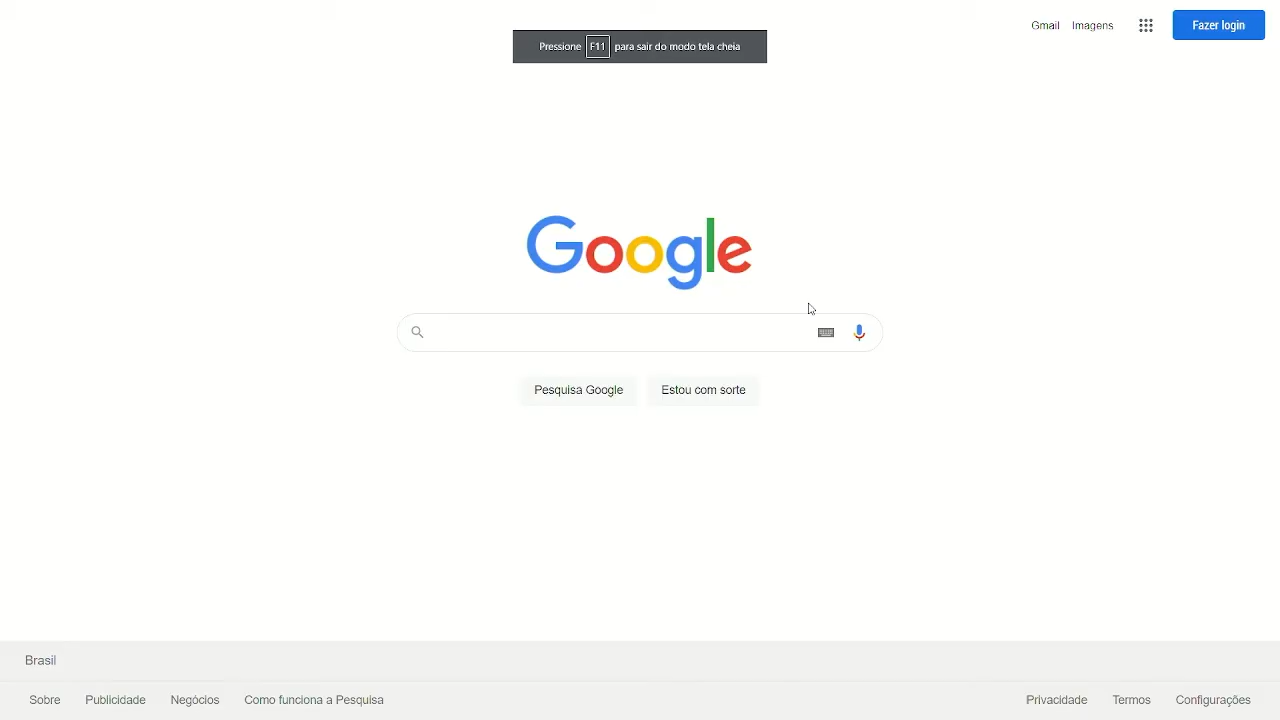 Gmail Imagens Fazer login
Pressione F11 para sair do modo tela cheia
Google
Pesquisa Google Estou com sorte
Brasil
Sobre Publicidade Negócios Como funciona a Pesquisa Privacidade Termos Configurações